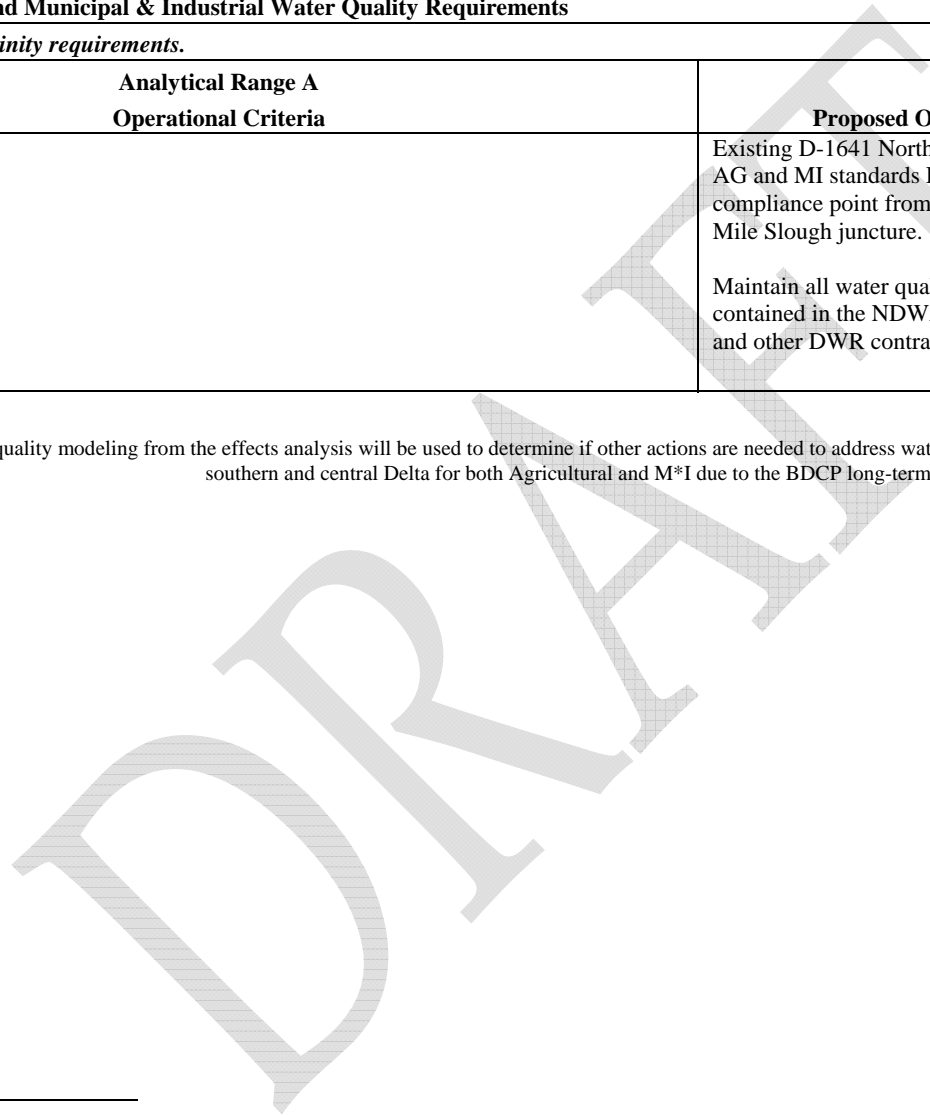 nd Municipal & Industrial Water Quality Requirements
inity requirements.
Analytical Range A
Operational Criteria
Proposed O
Existing D-1641 North
AG and MI standards
compliance point from
Mile Slough juncture.
Maintain all water qua
contained in the NDW
and other DWR contra
quality modeling from the effects analysis will be used to determine if other actions are needed to address wat
southern and central Delta for both Agricultural and M*I due to the BDCP long-term
DRAFT